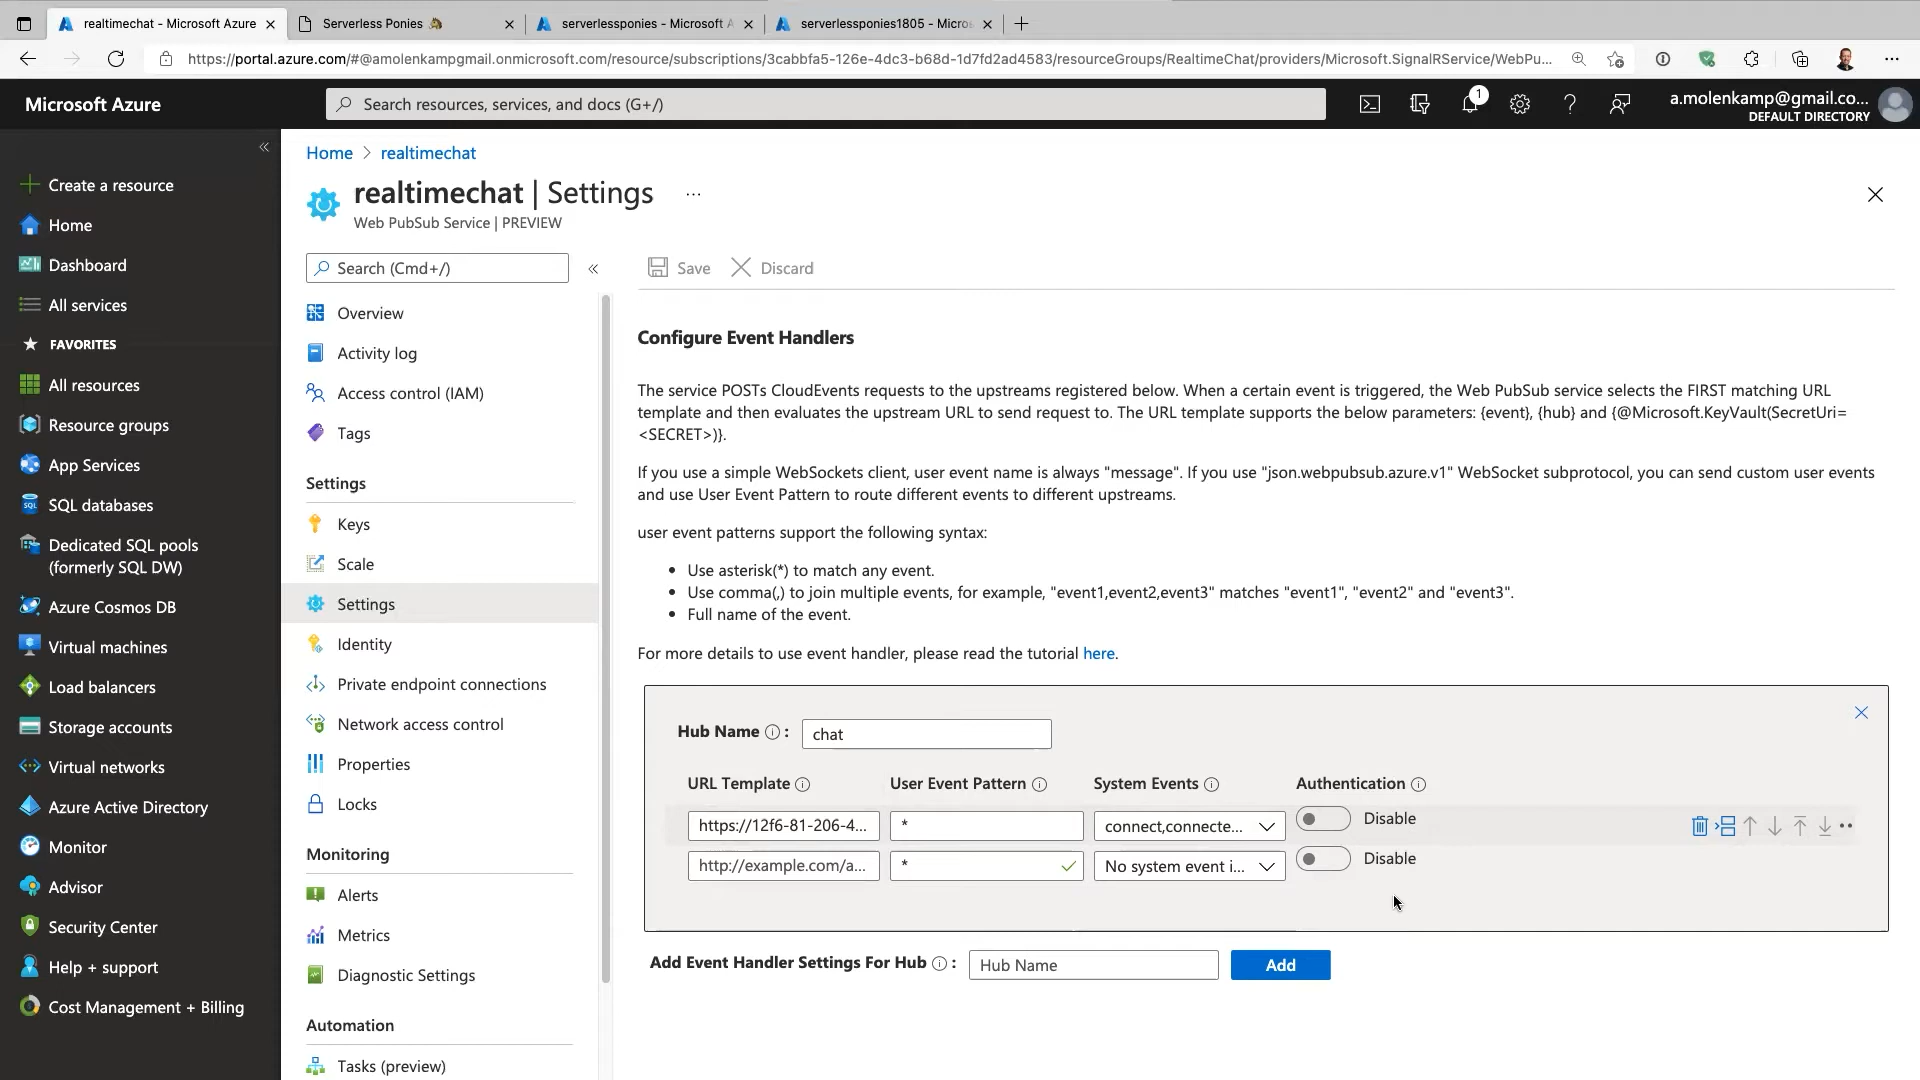 realtimechat - Microsoft Azure
Serverless Ponies
serverlessponies - Microsoft A
serverlessponies1805 - Micros
https://portal.azure.com/#@amolenkampgmail.onmicrosoft.com/resource/subscriptions/3cabbfa5-126e-4dc3-b68d-1d7fd2ad4583/resourceGroups/RealtimeChat/providers/Microsoft.SignalRService/WebPu...
Microsoft Azure
Search resources, services, and docs (G+/)
1
a.molenkamp@gmail.co...
DEFAULT DIRECTORY
Create a resource
Home
Dashboard
All services
FAVORITES
All resources
Resource groups
App Services
SQL databases
Dedicated SQL pools
(formerly SQL DW)
Azure Cosmos DB
Virtual machines
Load balancers
Storage accounts
Virtual networks
Azure Active Directory
Monitor
Advisor
Security Center
Help + support
Cost Management + Billing
Home > realtimechat
realtimechat | Settings ...
Web PubSub Service | PREVIEW
Search (Cmd+/)
Overview
Activity log
Access control (IAM)
Tags
Settings
Keys
Scale
Settings
Identity
Private endpoint connections
Network access control
Properties
Locks
Monitoring
Alerts
Metrics
Diagnostic Settings
Automation
Tasks (preview)
Save
Discard
Configure Event Handlers
The service POSTs CloudEvents requests to the upstreams registered below. When a certain event is triggered, the Web PubSub service selects the FIRST matching URL
template and then evaluates the upstream URL to send request to. The URL template supports the below parameters: {event}, {hub} and {@Microsoft.KeyVault(SecretUri=
<SECRET>)}.
If you use a simple WebSockets client, user event name is always "message". If you use "json.webpubsub.azure.v1" WebSocket subprotocol, you can send custom user events
and use User Event Pattern to route different events to different upstreams.
user event patterns support the following syntax:
• Use asterisk(*) to match any event.
• Use comma(,) to join multiple events, for example, "event1,event2,event3" matches "event1", "event2" and "event3".
• Full name of the event.
For more details to use event handler, please read the tutorial here.
Hub Name : chat
URL Template User Event Pattern System Events Authentication
https://12f6-81-206-4... * connect,connecte... Disable
http://example.com/a... * No system event i... Disable
Add Event Handler Settings For Hub : Hub Name Add